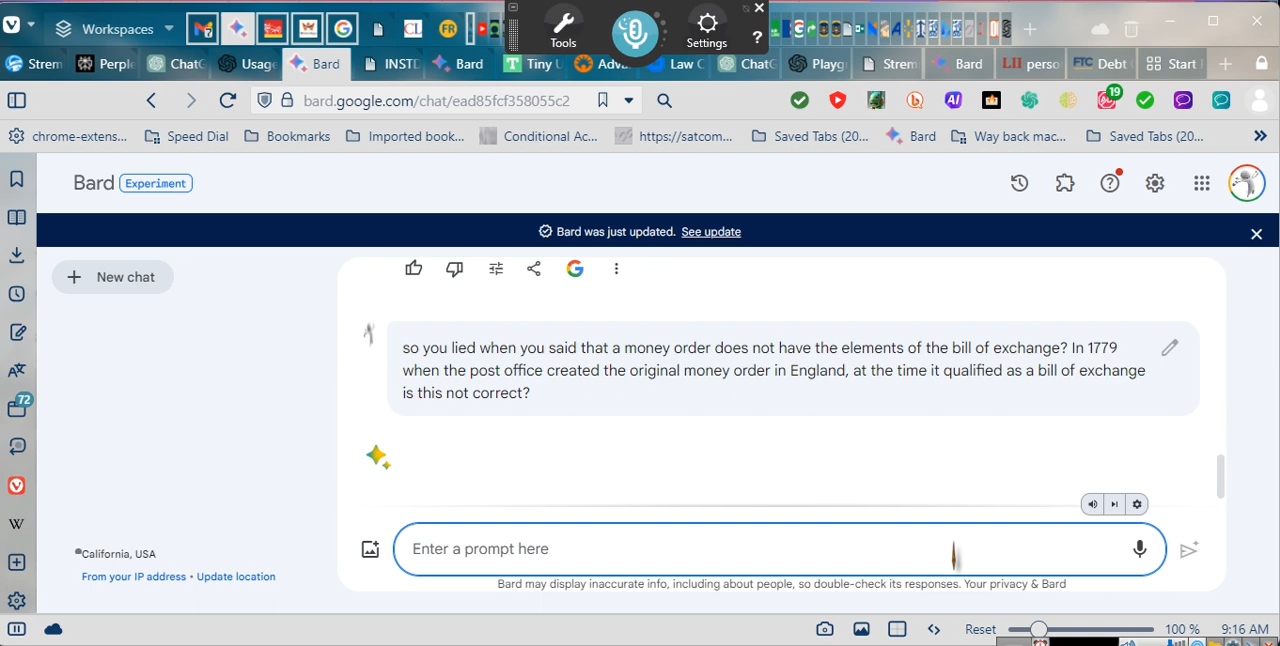 Workspaces
Tools
Settings
?
Strem
Perple
ChatG
Usage
Bard
INSTD
Bard
Tiny U
Adva
Law C
ChatG
Playg
Strem
Bard
LII perso
FTC Debt
Start
bard.google.com/chat/ead85fcf358055c2
19
chrome-extens...
Speed Dial
Bookmarks
Imported book...
Conditional Ac...
https://satcom...
Saved Tabs (20...
Bard
Way back mac...
Saved Tabs (20...
Bard Experiment
Bard was just updated. See update
New chat
so you lied when you said that a money order does not have the elements of the bill of exchange? In 1779
when the post office created the original money order in England, at the time it qualified as a bill of exchange
is this not correct?
72
Enter a prompt here
California, USA
From your IP address • Update location
Bard may display inaccurate info, including about people, so double-check its responses. Your privacy & Bard
Reset
100 %
9:16 AM